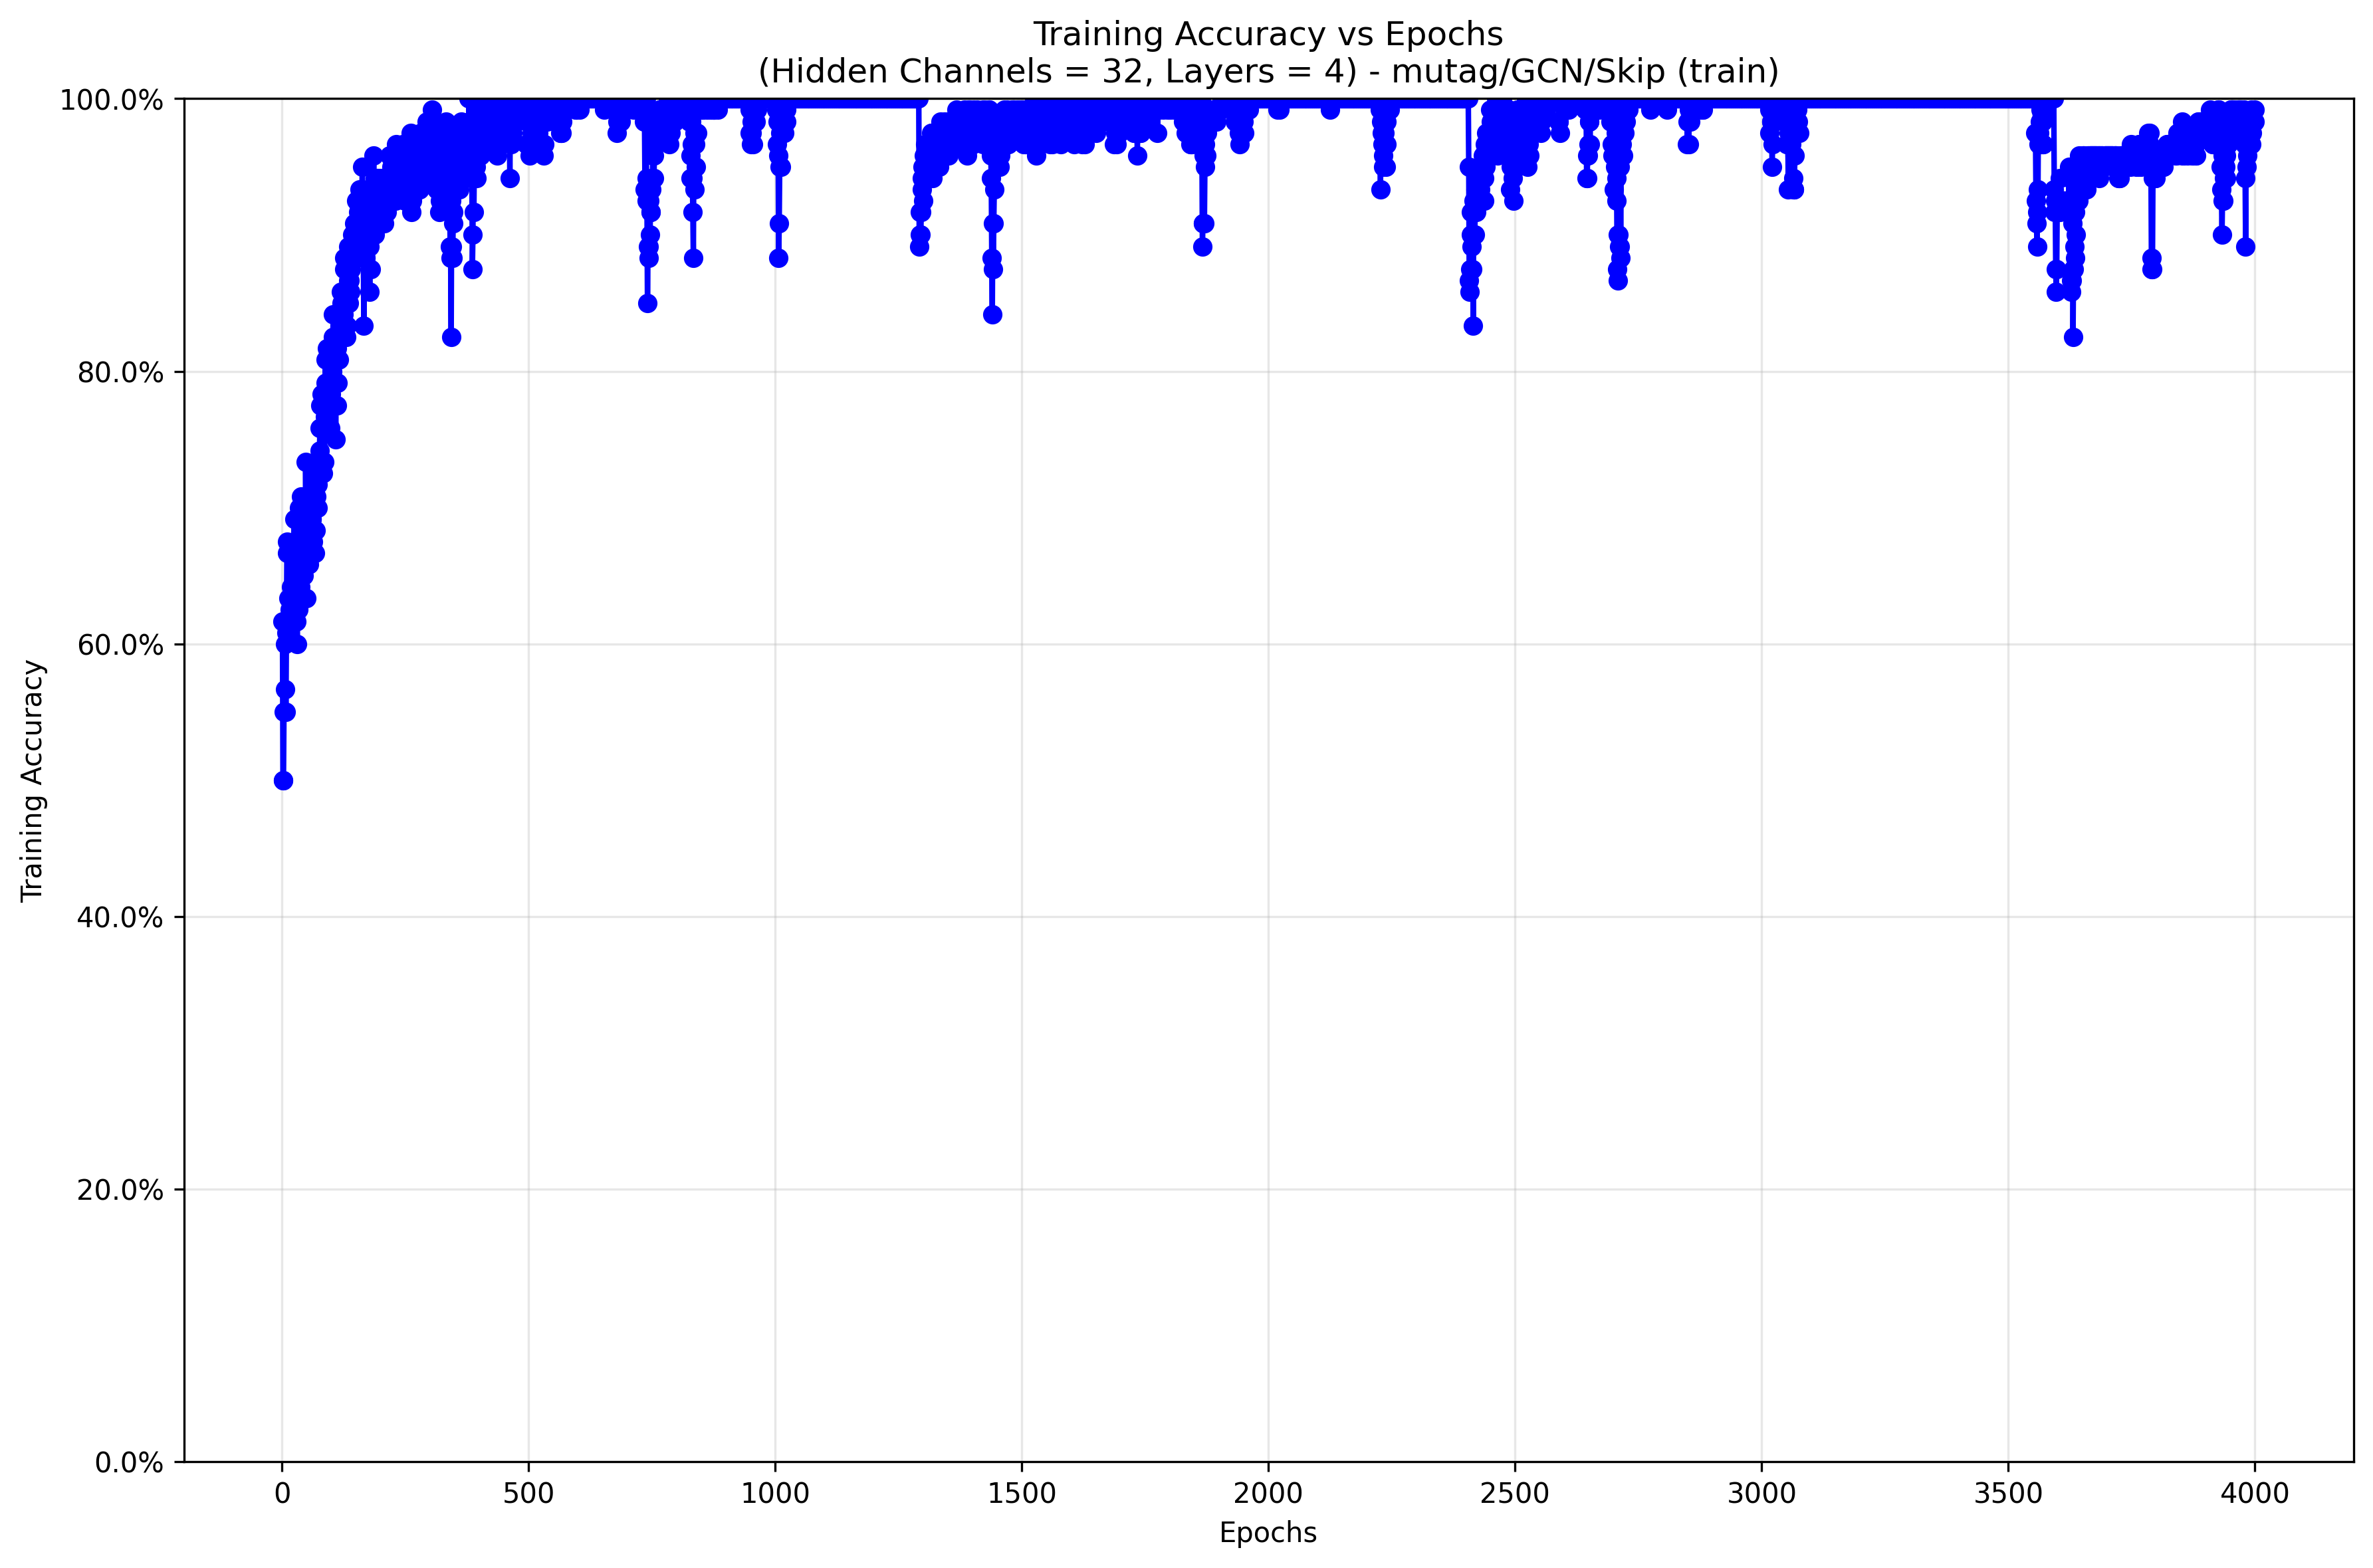 Training Accuracy vs Epochs
(Hidden Channels = 32, Layers = 4) - mutag/GCN/Skip (train)
100.0%
80.0%
60.0%
40.0%
20.0%
0.0%
Training Accuracy
0 500 1000 1500 2000 2500 3000 3500 4000
Epochs